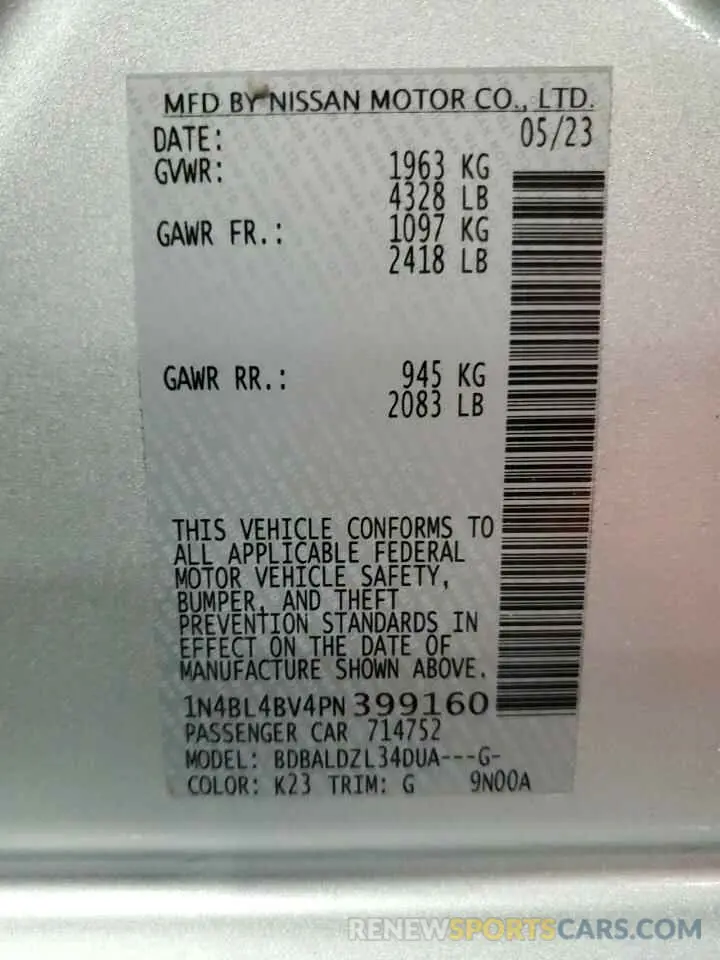 MFD BY NISSAN MOTOR CO., LTD.
DATE: 05/23
GVWR: 1963 KG
4328 LB
GAWR FR.: 1097 KG
2418 LB
GAWR RR.: 945 KG
2083 LB
THIS VEHICLE CONFORMS TO
ALL APPLICABLE FEDERAL
MOTOR VEHICLE SAFETY,
BUMPER, AND THEFT
PREVENTION STANDARDS IN
EFFECT ON THE DATE OF
MANUFACTURE SHOWN ABOVE.
1N4BL4BV4PN399160
PASSENGER CAR 714752
MODEL: BDBALDZL34DUA---G-
COLOR: K23 TRIM: G 9N00A
RENEWSPORTSCARS.COM